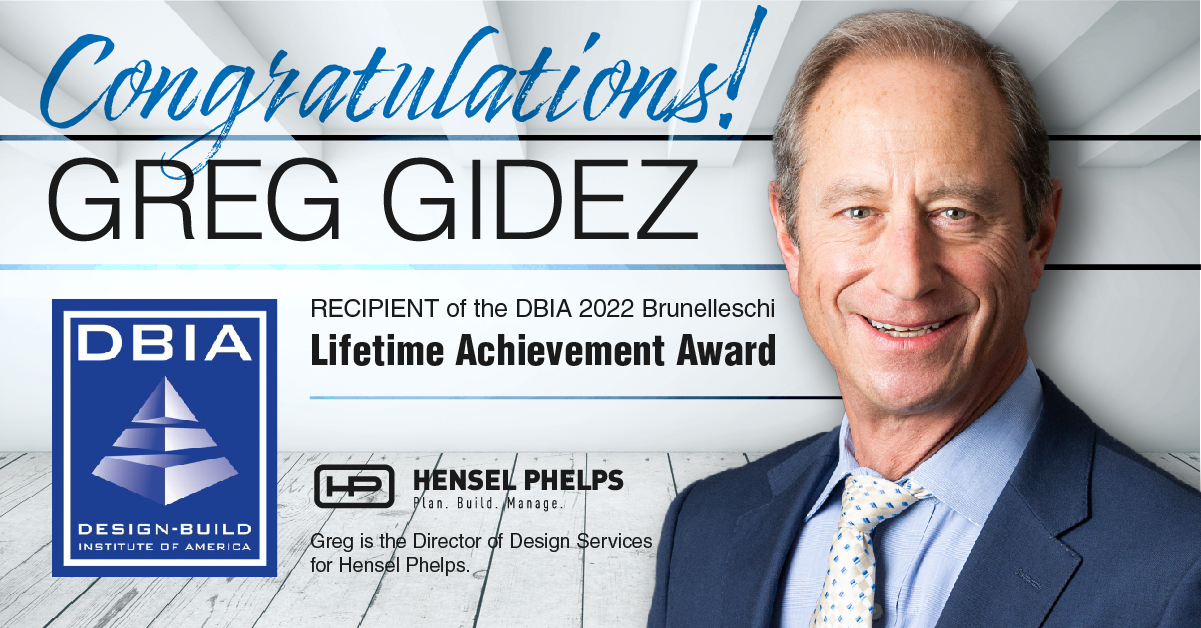 Congratulations!
GREG GIDEZ
RECIPIENT of the DBIA 2022 Brunelleschi
Lifetime Achievement Award
DBIA
DESIGN-BUILD
INSTITUTE OF AMERICA
HP HENSEL PHELPS
Plan. Build. Manage.
Greg is the Director of Design Services
for Hensel Phelps.